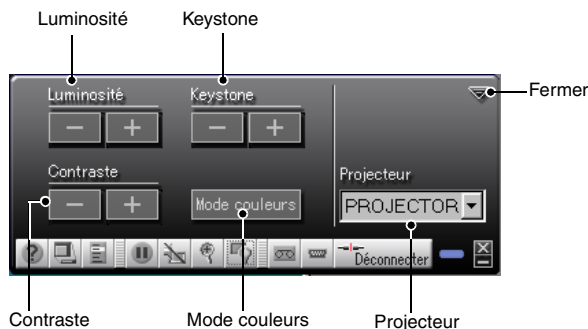 Luminosité Keystone
Fermer
Luminosité Keystone
− + − +
Contraste Projecteur
− + Mode couleurs PROJECTOR
Déconnecter
Contraste Mode couleurs Projecteur